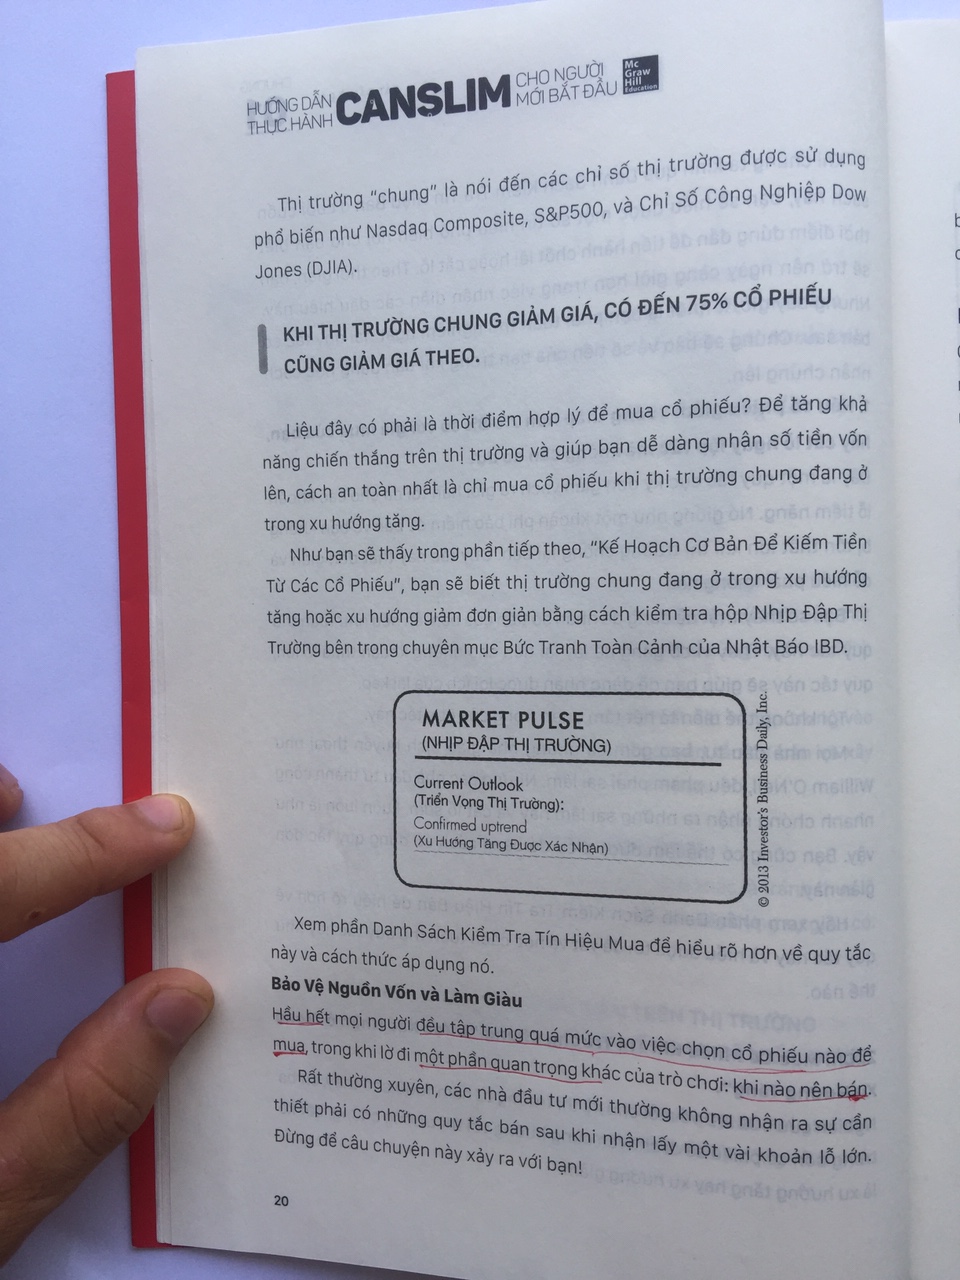 HƯỚNG DẪN
THỰC HÀNH
CANSLIM
CHO NGƯỜI
MỚI BẮT ĐẦU
Mc
Graw
Hill
Education
Thị trường “chung” là nói đến các chỉ số thị trường được sử dụng
phổ biến như Nasdaq Composite, S&P500, và Chỉ Số Công Nghiệp Dow
Jones (DJIA).
KHI THỊ TRƯỜNG CHUNG GIẢM GIÁ, CÓ ĐẾN 75% CỔ PHIẾU
CŨNG GIẢM GIÁ THEO.
Liệu đây có phải là thời điểm hợp lý để mua cổ phiếu? Để tăng khả
năng chiến thắng trên thị trường và giúp bạn dễ dàng nhân số tiền vốn
lên, cách an toàn nhất là chỉ mua cổ phiếu khi thị trường chung đang ở
trong xu hướng tăng.
Như bạn sẽ thấy trong phần tiếp theo, “Kế Hoạch Cơ Bản Để Kiếm Tiền
Từ Các Cổ Phiếu”, bạn sẽ biết thị trường chung đang ở trong xu hướng
tăng hoặc xu hướng giảm đơn giản bằng cách kiểm tra hộp Nhịp Đập Thị
Trường bên trong chuyên mục Bức Tranh Toàn Cảnh của Nhật Báo IBD.
MARKET PULSE
(NHỊP ĐẬP THỊ TRƯỜNG)
Current Outlook
(Triển Vọng Thị Trường):
Confirmed uptrend
(Xu Hướng Tăng Được Xác Nhận)
© 2013 Investor's Business Daily, Inc.
Xem phần Danh Sách Kiểm Tra Tín Hiệu Mua để hiểu rõ hơn về quy tắc
này và cách thức áp dụng nó.
Bảo Vệ Nguồn Vốn và Làm Giàu
Hầu hết mọi người đều tập trung quá mức vào việc chọn cổ phiếu nào để
mua, trong khi lờ đi một phần quan trọng khác của trò chơi: khi nào nên bán.
Rất thường xuyên, các nhà đầu tư mới thường không nhận ra sự cần
thiết phải có những quy tắc bán sau khi nhận lấy một vài khoản lỗ lớn.
Đừng để câu chuyện này xảy ra với bạn!
20